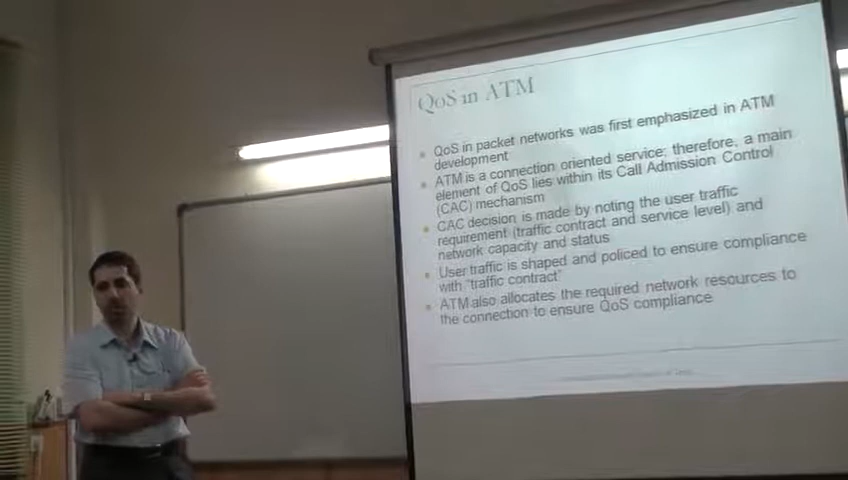 QoS in ATM
QoS in packet networks was first emphasized in ATM
development
ATM is a connection oriented service; therefore, a main
element of QoS lies within its Call Admission Control
(CAC) mechanism
CAC decision is made by noting the user traffic
requirement (traffic contract and service level) and
network capacity and status
User traffic is shaped and policed to ensure compliance
with "traffic contract"
ATM also allocates the required network resources to
the connection to ensure QoS compliance